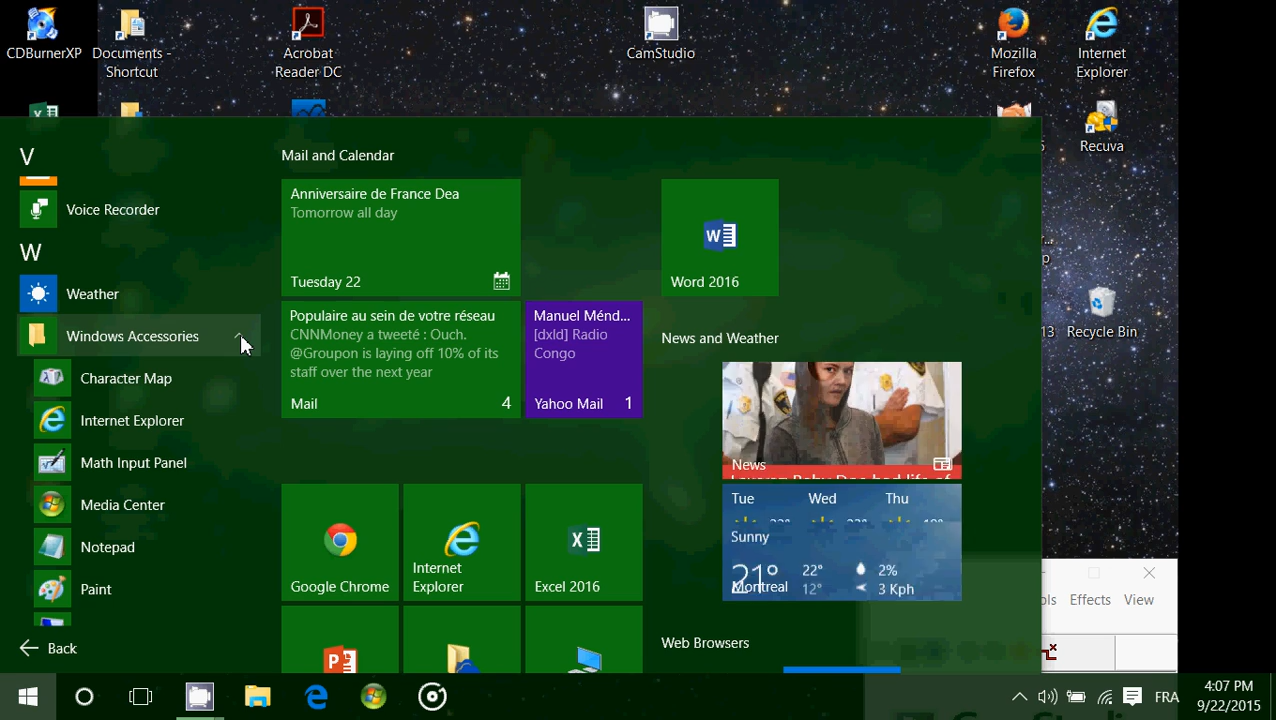 CDBurnerXP
Documents -
Shortcut
Acrobat
Reader DC
CamStudio
Mozilla
Firefox
Internet
Explorer
Recuva
Recycle Bin
V
Voice Recorder
W
Weather
Windows Accessories
Character Map
Internet Explorer
Math Input Panel
Media Center
Notepad
Paint
Back
Mail and Calendar
Anniversaire de France Dea
Tomorrow all day
Tuesday 22
Populaire au sein de votre réseau
CNNMoney a tweeté : Ouch.
@Groupon is laying off 10% of its
staff over the next year
Mail 4
Manuel Ménd...
[dxld] Radio
Congo
Yahoo Mail 1
Google Chrome
Internet
Explorer
Excel 2016
Word 2016
News and Weather
News
Tue Wed Thu
Sunny
21° 22° 2%
Montreal 12° 3 Kph
Web Browsers
Effects View
FRA
4:07 PM
9/22/2015